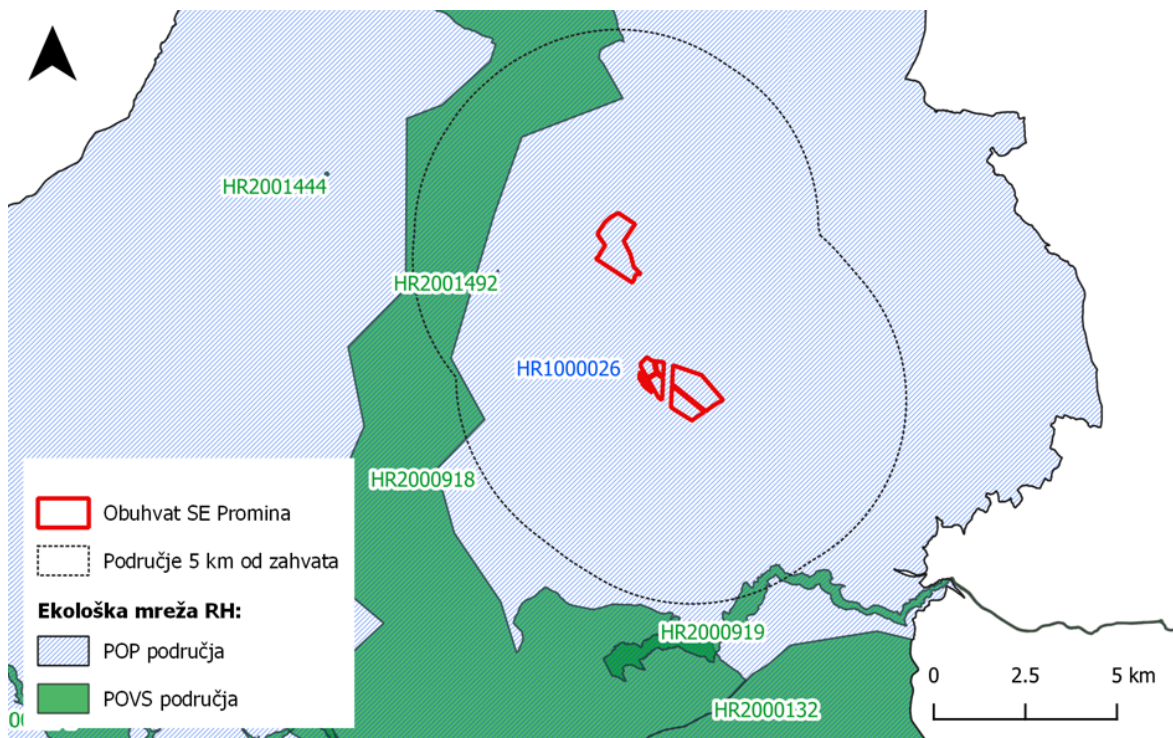 HR2001444
HR2001492
HR1000026
HR2000918
Obuhvat SE Promina
Područje 5 km od zahvata
Ekološka mreža RH:
POP područja
POVS područja
HR2000919
HR2000132
0 2.5 5 km